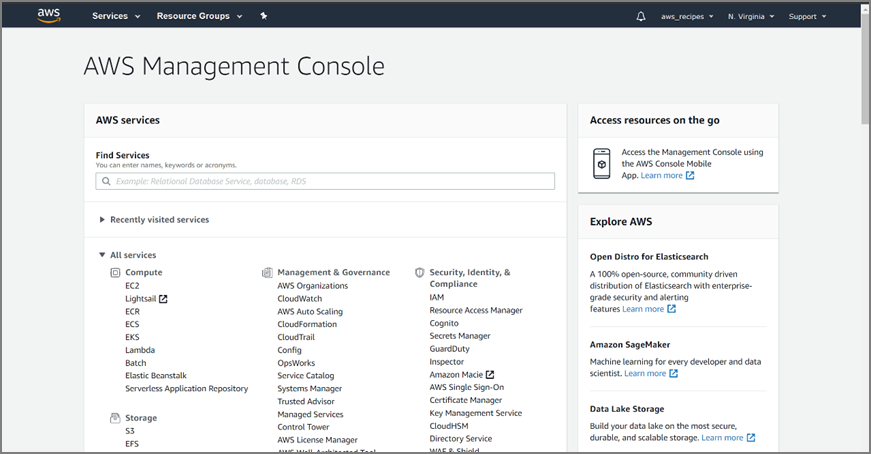 aws
Services
Resource Groups
aws_recipes
N. Virginia
Support
AWS Management Console
AWS services
Find Services
You can enter names, keywords or acronyms.
Example: Relational Database Service, database, RDS
Recently visited services
All services
Compute
EC2
Lightsail
ECR
ECS
EKS
Lambda
Batch
Elastic Beanstalk
Serverless Application Repository
Storage
S3
EFS
Management & Governance
AWS Organizations
CloudWatch
AWS Auto Scaling
CloudFormation
CloudTrail
Config
OpsWorks
Service Catalog
Systems Manager
Trusted Advisor
Managed Services
Control Tower
AWS License Manager
AWS Well-Architected Tool
Security, Identity, &
Compliance
IAM
Resource Access Manager
Cognito
Secrets Manager
GuardDuty
Inspector
Amazon Macie
AWS Single Sign-On
Certificate Manager
Key Management Service
CloudHSM
Directory Service
WAF & Shield
Access resources on the go
Access the Management Console using
the AWS Console Mobile
App. Learn more
Explore AWS
Open Distro for Elasticsearch
A 100% open-source, community driven
distribution of Elasticsearch with enterprise-
grade security and alerting
features Learn more
Amazon SageMaker
Machine learning for every developer and data
scientist. Learn more
Data Lake Storage
Build your data lake on the most secure,
durable, and scalable storage. Learn more